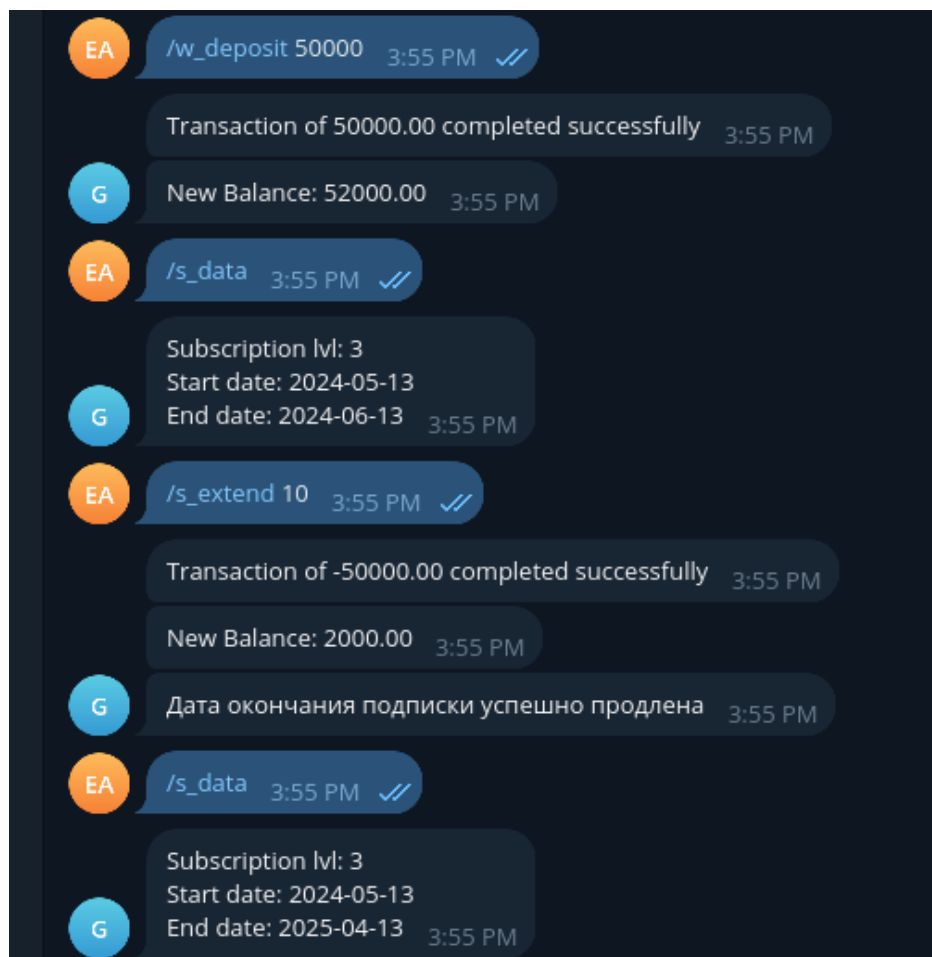 EA
/w_deposit 50000 3:55 PM
Transaction of 50000.00 completed successfully 3:55 PM
G
New Balance: 52000.00 3:55 PM
EA
/s_data 3:55 PM
Subscription lvl: 3
Start date: 2024-05-13
G
End date: 2024-06-13 3:55 PM
EA
/s_extend 10 3:55 PM
Transaction of -50000.00 completed successfully 3:55 PM
New Balance: 2000.00 3:55 PM
G
Дата окончания подписки успешно продлена 3:55 PM
EA
/s_data 3:55 PM
Subscription lvl: 3
Start date: 2024-05-13
G
End date: 2025-04-13 3:55 PM